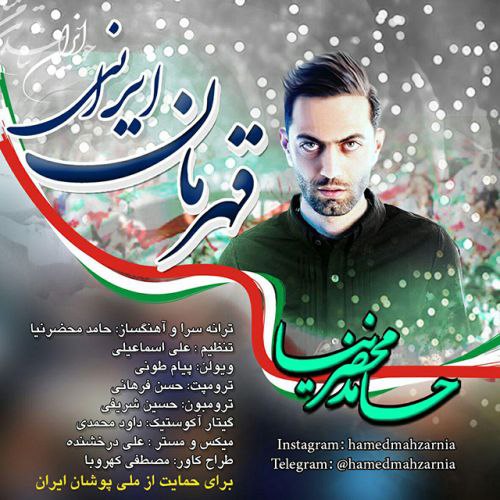 قهرمانان ایرانی
حامد محضرنیا
ترانه سرا و آهنگساز: حامد محضرنیا
تنظیم : علی اسماعیلی
ویولن: پیام طونی
ترومپت: حسن فرهانی
ترومبون: حسین شریفی
گیتار آکوستیک: داود محمدی
میکس و مستر : علی درخشنده
طراح کاور: مصطفی کهروبا
برای حمایت از ملی پوشان ایران
Instagram: hamedmahzarnia
Telegram: @hamedmahzarnia